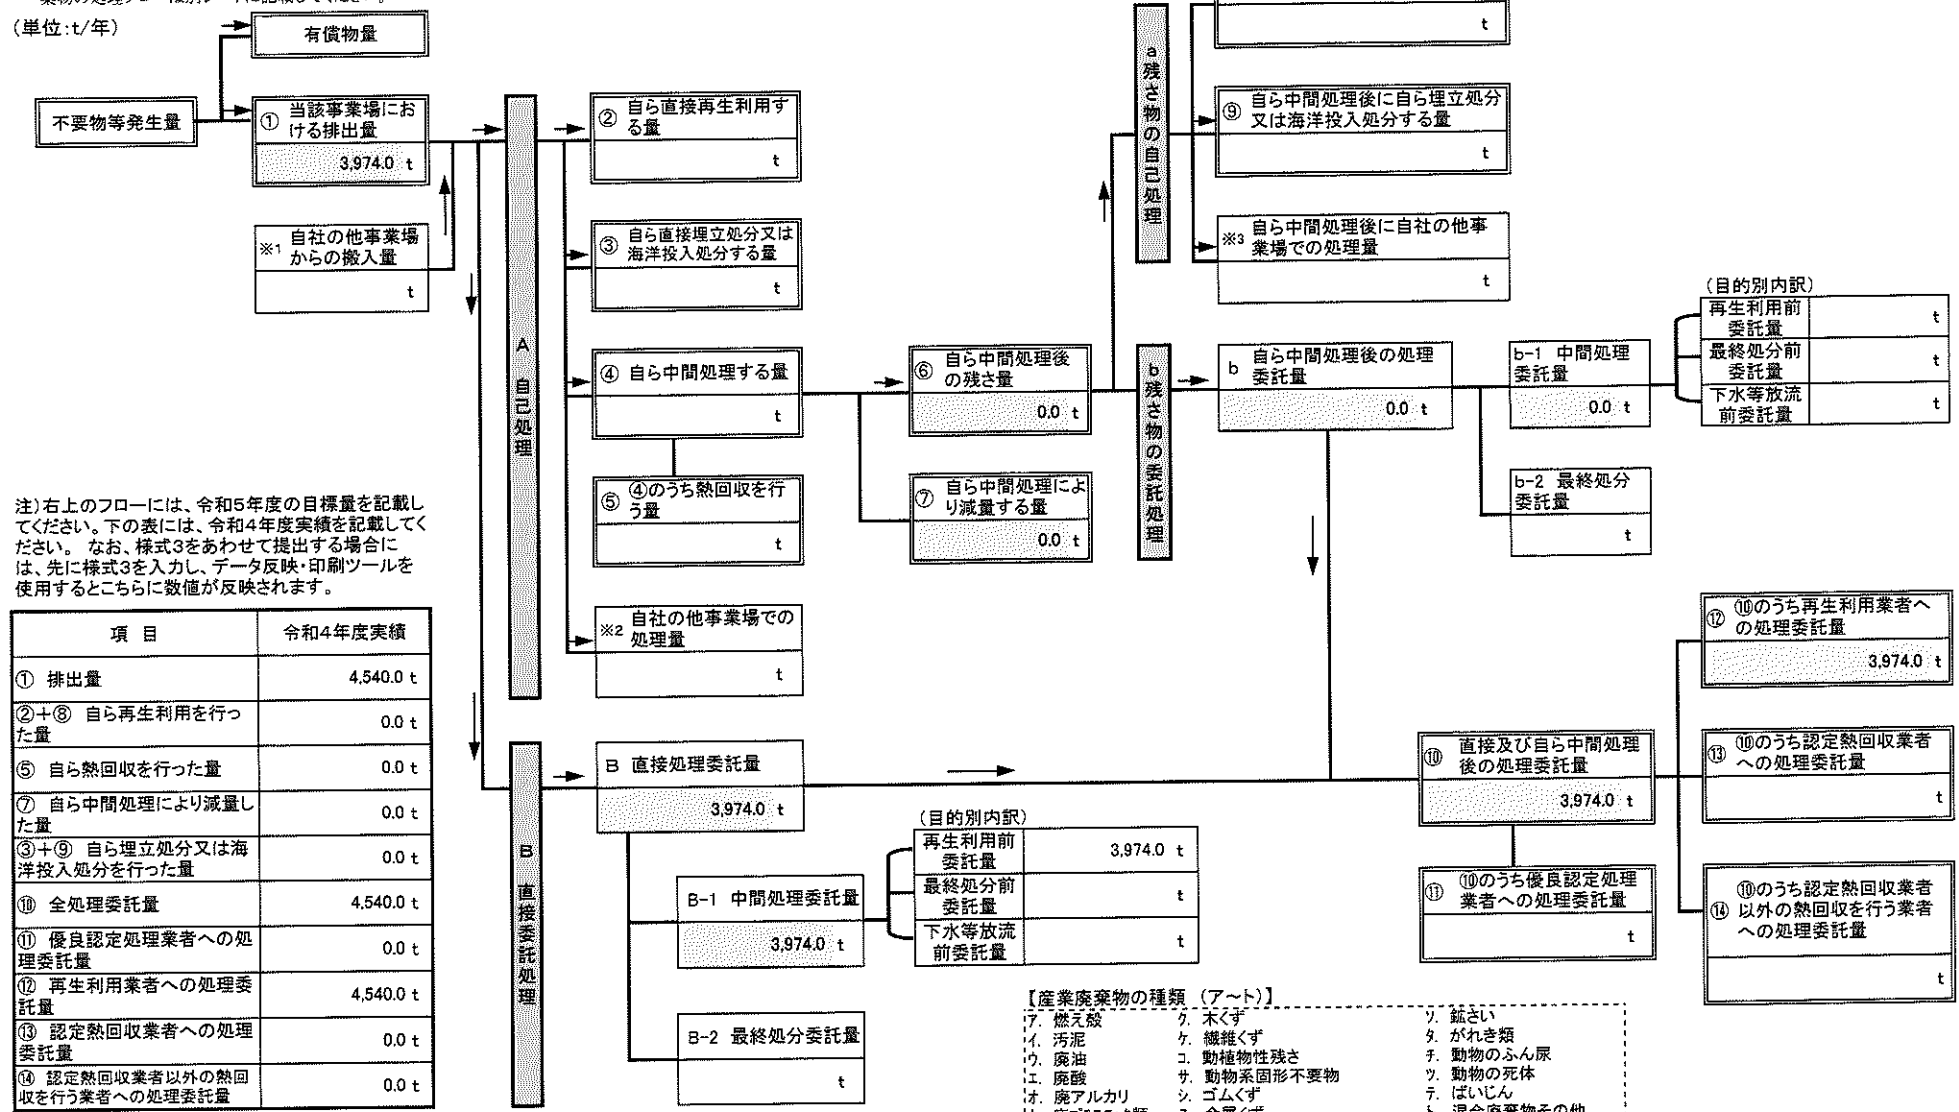 (単位:t/年)
有償物量
不要物等発生量
① 当該事業場にお
ける排出量
3,974.0 t
※1 自社の他事業場
からの搬入量
t
A 自己処理
② 自ら直接再生利用す
る量
t
③ 自ら直接埋立処分又は
海洋投入処分する量
t
④ 自ら中間処理する量
t
⑤ ④のうち熱回収を行
う量
t
※2 自社の他事業場での
処理量
t
⑥ 自ら中間処理後
の残さ量
0.0 t
⑦ 自ら中間処理によ
り減量する量
0.0 t
a 残さ物の自己処理
t
⑨ 自ら中間処理後に自ら埋立処分
又は海洋投入処分する量
t
※3 自ら中間処理後に自社の他事
業場での処理量
t
b 残さ物の委託処理
b 自ら中間処理後の処理
委託量
0.0 t
b-1 中間処理
委託量
0.0 t
b-2 最終処分
委託量
t
(目的別内訳)
再生利用前
委託量 t
最終処分前
委託量 t
下水等放流
前委託量 t
注)右上のフローには、令和5年度の目標量を記載し
てください。下の表には、令和4年度実績を記載してく
ださい。 なお、様式3をあわせて提出する場合に
は、先に様式3を入力し、データ反映・印刷ツールを
使用するとこちらに数値が反映されます。
項 目 令和4年度実績
① 排出量 4,540.0 t
②+⑧ 自ら再生利用を行っ
た量 0.0 t
⑤ 自ら熱回収を行った量 0.0 t
⑦ 自ら中間処理により減量し
た量 0.0 t
③+⑨ 自ら埋立処分又は海
洋投入処分を行った量 0.0 t
⑩ 全処理委託量 4,540.0 t
⑪ 優良認定処理業者への処
理委託量 0.0 t
⑫ 再生利用業者への処理委
託量 4,540.0 t
⑬ 認定熱回収業者への処理
委託量 0.0 t
⑭ 認定熱回収業者以外の熱回
収を行う業者への処理委託量 0.0 t
B 直接委託処理
B 直接処理委託量
3,974.0 t
B-1 中間処理委託量
3,974.0 t
B-2 最終処分委託量
t
(目的別内訳)
再生利用前
委託量 3,974.0 t
最終処分前
委託量 t
下水等放流
前委託量 t
⑩ 直接及び自ら中間処理
後の処理委託量
3,974.0 t
⑪ ⑩のうち優良認定処理
業者への処理委託量
t
⑫ ⑩のうち再生利用業者へ
の処理委託量
3,974.0 t
⑬ ⑩のうち認定熱回収業者
への処理委託量
t
⑭ ⑩のうち認定熱回収業者
以外の熱回収を行う業者
への処理委託量
t
【産業廃棄物の種類 (ア~ト)】
ア. 燃え殻 ク. 木くず ソ. 鉱さい
イ. 汚泥 ケ. 繊維くず タ. がれき類
ウ. 廃油 コ. 動植物性残さ チ. 動物のふん尿
エ. 廃酸 サ. 動物系固形不要物 ツ. 動物の死体
オ. 廃アルカリ シ. ゴムくず テ. ばいじん